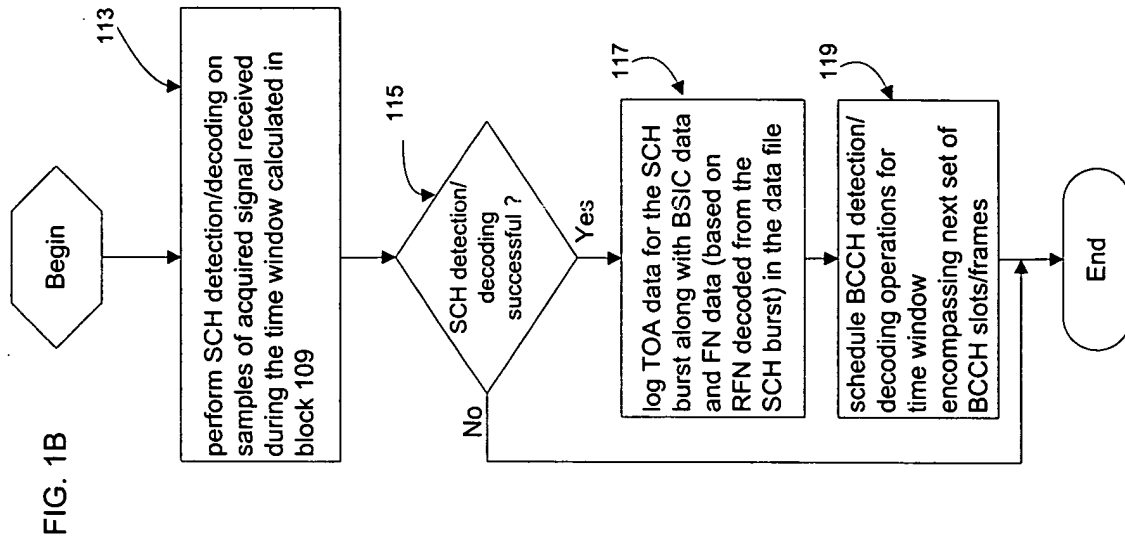 FIG. 1B
Begin
113
perform SCH detection/decoding on
samples of acquired signal received
during the time window calculated in
block 109
115
SCH detection/
decoding
successful ?
No
Yes
117
log TOA data for the SCH
burst along with BSIC data
and FN data (based on
RFN decoded from the
SCH burst) in the data file
119
schedule BCCH detection/
decoding operations for
time window
encompassing next set of
BCCH slots/frames
End